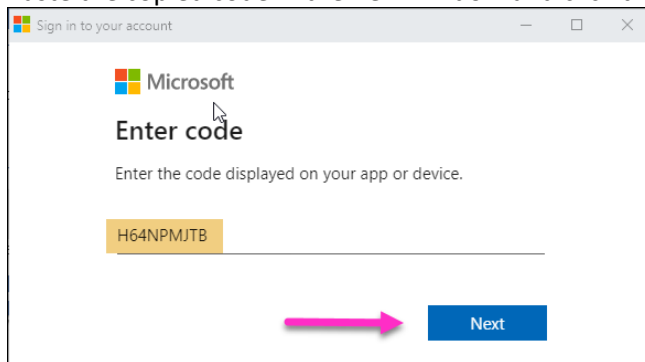 Sign in to your account
Microsoft
Enter code
Enter the code displayed on your app or device.
H64NPMJTB
Next